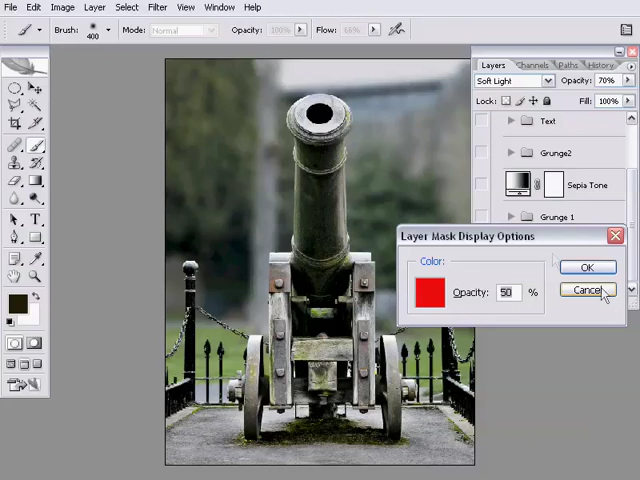 File Edit Image Layer Select Filter View Window Help
Brush: 400 Mode: Normal Opacity: 100% Flow: 66%
Layers Channels Paths History
Soft Light Opacity: 70%
Lock: Fill: 100%
Text
Grunge2
Sepia Tone
Grunge 1
Layer Mask Display Options
Color:
OK
Opacity: 50 %
Cancel
T